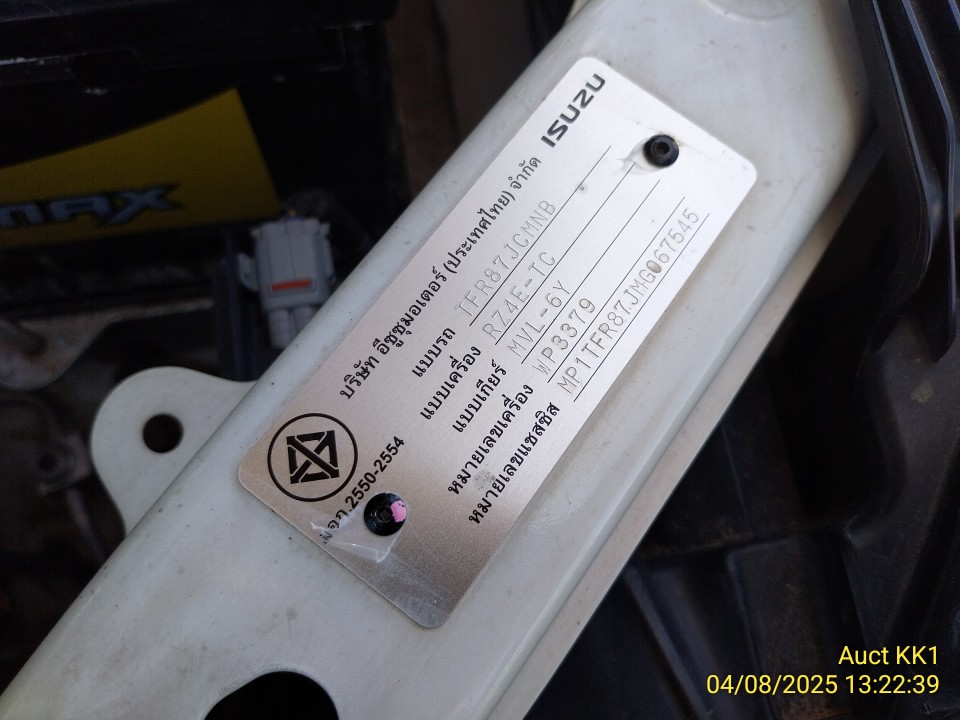 MAX
ISUZU
บริษัท อีซูซุมอเตอร์ (ประเทศไทย) จำกัด
แบบรถ TFR87JCMNB
แบบเครื่อง RZ4E-TC
แบบเกียร์ MVL-6Y
หมายเลขเครื่อง WP3379
หมายเลขแชสซิส MP1TFR87JMG067545
2550-2554
Auct KK1
04/08/2025 13:22:39